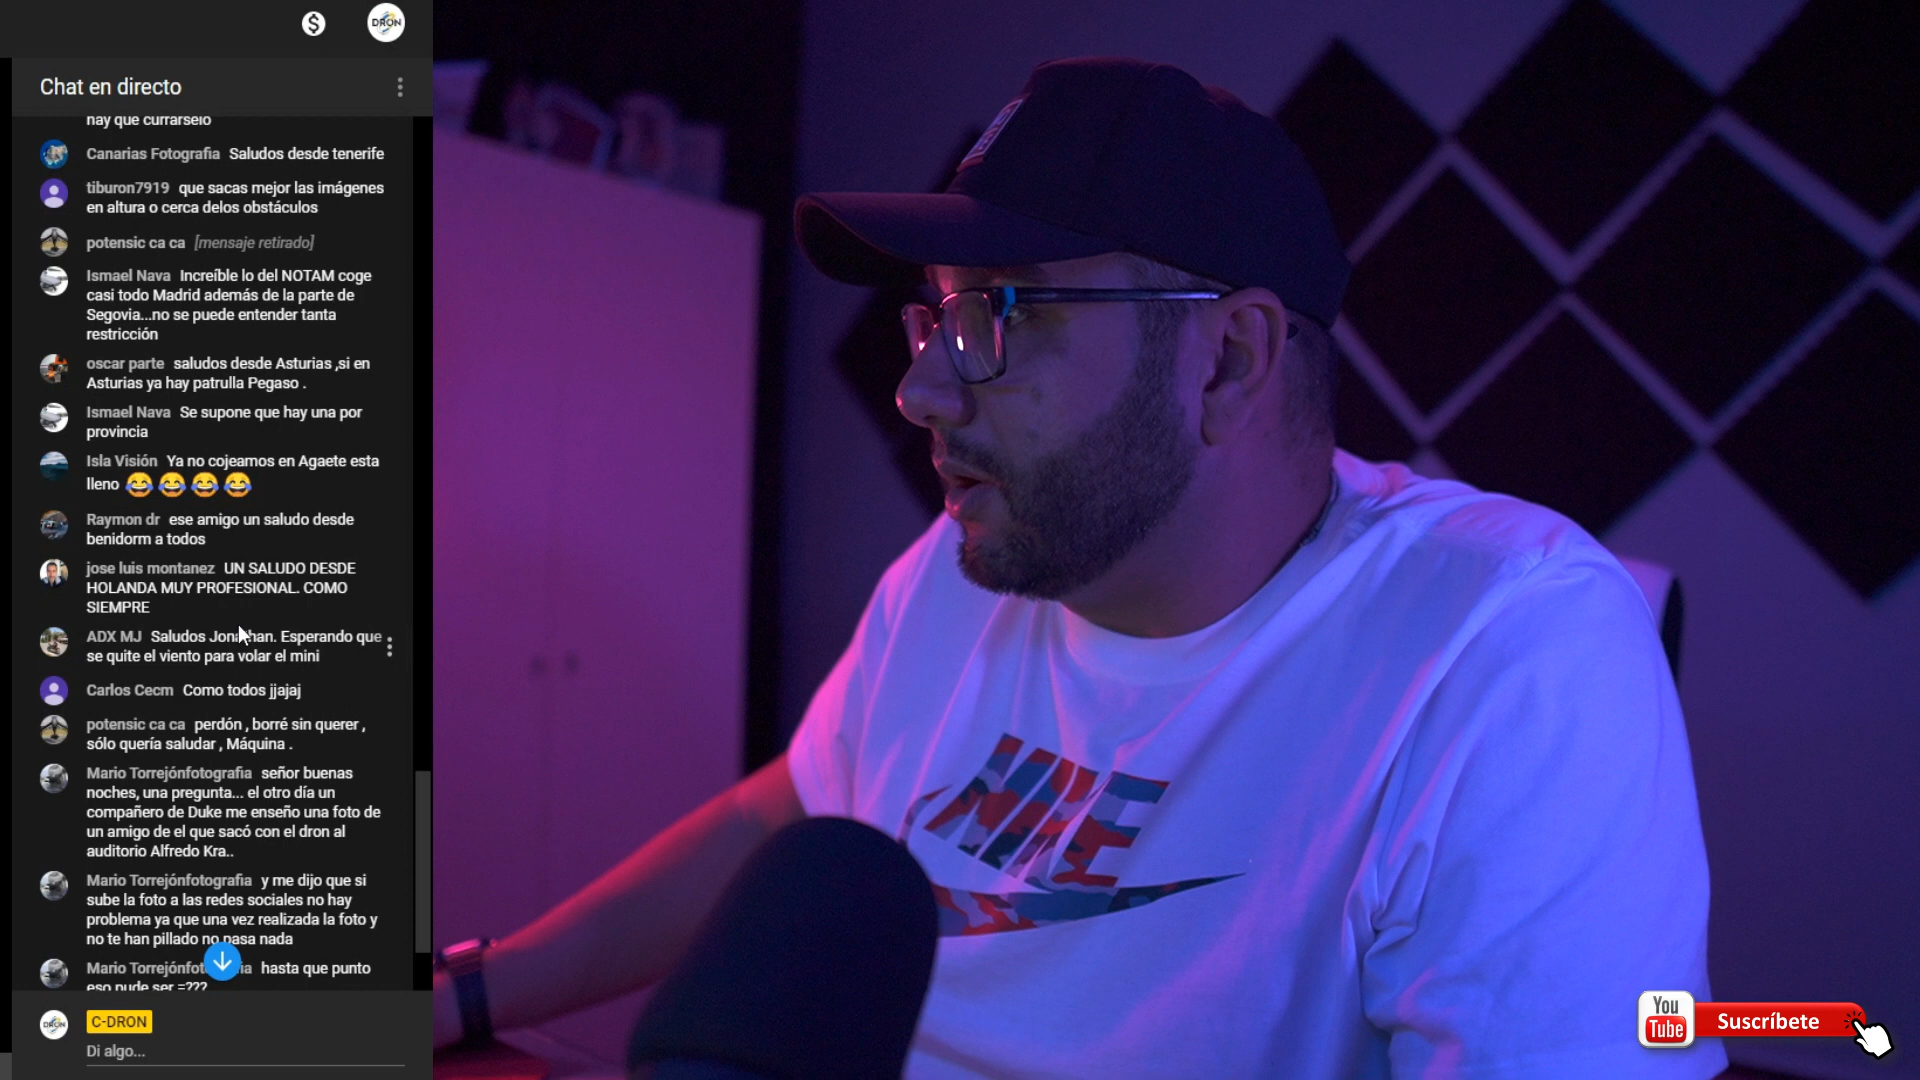 DRON
Chat en directo
hay que currárselo
Canarias Fotografia Saludos desde tenerife
tiburon7919 que sacas mejor las imágenes
en altura o cerca delos obstáculos
potensic ca ca [mensaje retirado]
Ismael Nava Increíble lo del NOTAM coge
casi todo Madrid además de la parte de
Segovia...no se puede entender tanta
restricción
oscar parte saludos desde Asturias ,si en
Asturias ya hay patrulla Pegaso .
Ismael Nava Se supone que hay una por
provincia
Isla Visión Ya no cojeamos en Agaete esta
lleno 😂😂😂😂
Raymon dr ese amigo un saludo desde
benidorm a todos
jose luis montanez UN SALUDO DESDE
HOLANDA MUY PROFESIONAL. COMO
SIEMPRE
ADX MJ Saludos Jonathan. Esperando que
se quite el viento para volar el mini
Carlos Cecm Como todos jjajaj
potensic ca ca perdón , borré sin querer ,
sólo quería saludar , Máquina .
Mario Torrejónfotografia señor buenas
noches, una pregunta... el otro día un
compañero de Duke me enseño una foto de
un amigo de el que sacó con el dron al
auditorio Alfredo Kra..
Mario Torrejónfotografia y me dijo que si
sube la foto a las redes sociales no hay
problema ya que una vez realizada la foto y
no te han pillado no pasa nada
Mario Torrejónfotografia hasta que punto
eso pude ser =???
DRON
C-DRON
Di algo...
NIKE
You
Tube
Suscríbete